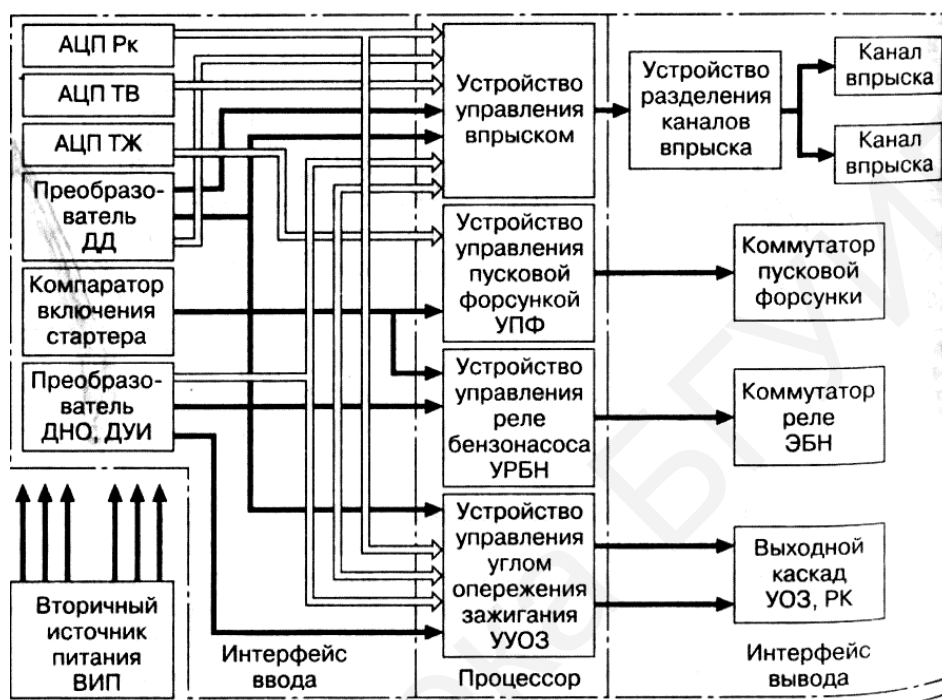 АЦП Рк
АЦП ТВ
АЦП ТЖ
Преобразо-
ватель
ДД
Компаратор
включения
стартера
Преобразо-
ватель
ДНО, ДУИ
Вторичный
источник
питания
ВИП
Интерфейс
ввода
Устройство
управления
впрыском
Устройство
управления
пусковой
форсункой
УПФ
Устройство
управления
реле
бензонасоса
УРБН
Устройство
управления
углом
опережения
зажигания
УУОЗ
Процессор
Устройство
разделения
каналов
впрыска
Канал
впрыска
Канал
впрыска
Коммутатор
пусковой
форсунки
Коммутатор
реле
ЭБН
Выходной
каскад
УОЗ, РК
Интерфейс
вывода